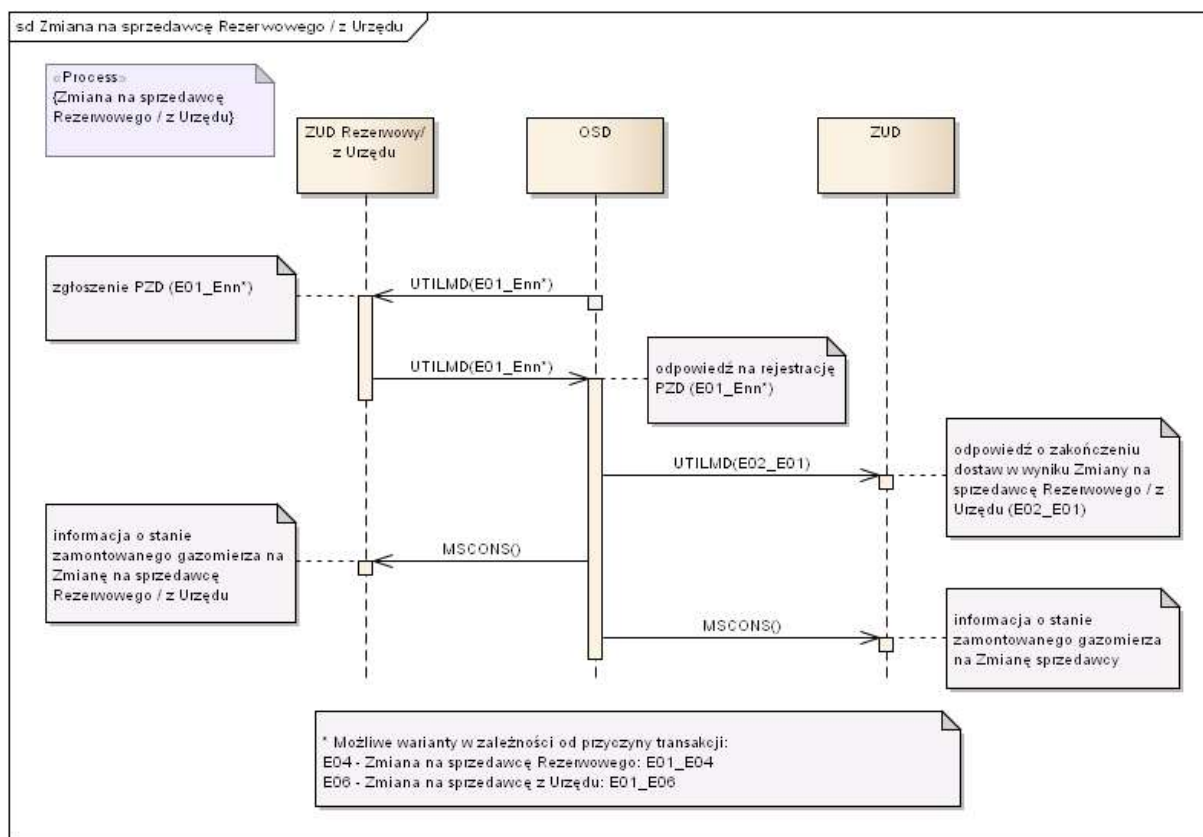 sd Zmiana na sprzedawcę Rezerwowego / z Urzędu
«Process»
{Zmiana na sprzedawcę
Rezerwowego / z Urzędu}
ZUD Rezerwowy/
z Urzędu
OSD
ZUD
zgłoszenie PZD (E01_Enn*)
UTILMD(E01_Enn*)
UTILMD(E01_Enn*)
odpowiedź na rejestrację
PZD (E01_Enn*)
UTILMD(E02_E01)
odpowiedź o zakończeniu
dostaw w wyniku Zmiany na
sprzedawcę Rezerwowego / z
Urzędu (E02_E01)
informacja o stanie
zamontowanego gazomierza na
Zmianę na sprzedawcę
Rezerwowego / z Urzędu
MSCONS()
MSCONS()
informacja o stanie
zamontowanego gazomierza
na Zmianę sprzedawcy
* Możliwe warianty w zależności od przyczyny transakcji:
E04 - Zmiana na sprzedawcę Rezerwowego: E01_E04
E06 - Zmiana na sprzedawcę z Urzędu: E01_E06